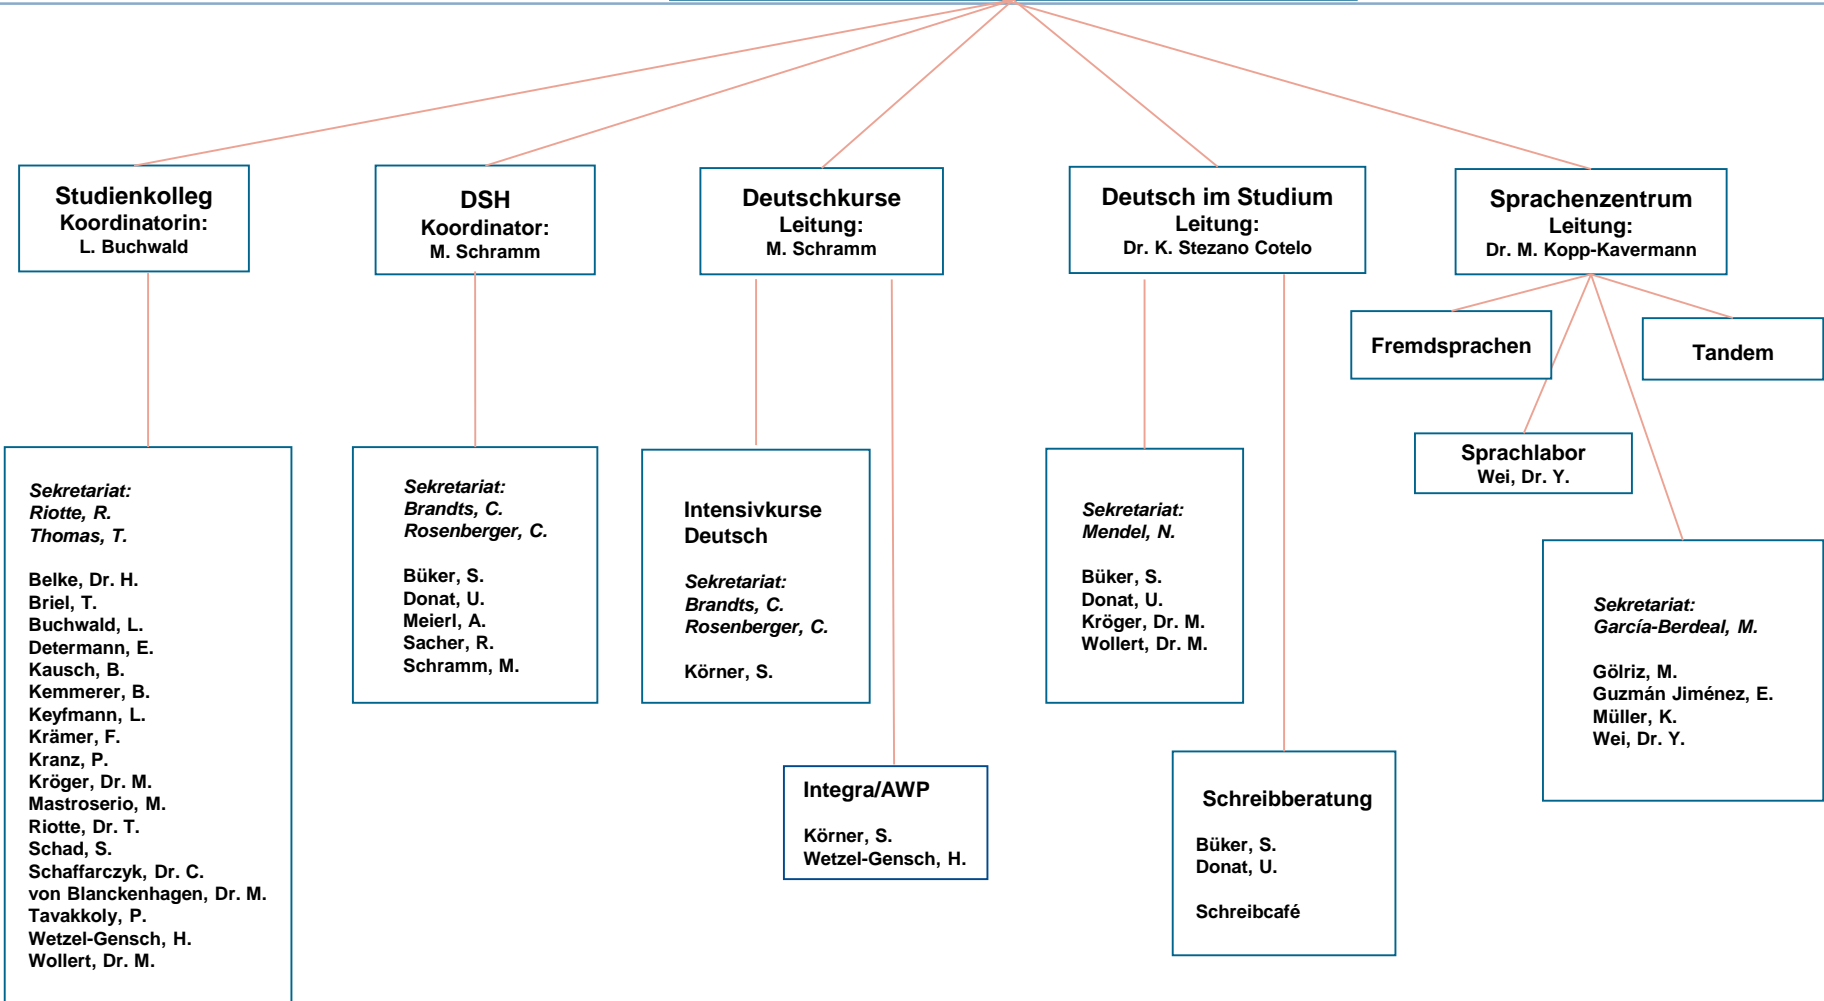 Studienkolleg
Koordinatorin:
L. Buchwald
DSH
Koordinator:
M. Schramm
Deutschkurse
Leitung:
M. Schramm
Deutsch im Studium
Leitung:
Dr. K. Stezano Cotelo
Sprachenzentrum
Leitung:
Dr. M. Kopp-Kavermann
Fremdsprachen
Tandem
Sprachlabor
Wei, Dr. Y.
Sekretariat:
Riotte, R.
Thomas, T.
Belke, Dr. H.
Briel, T.
Buchwald, L.
Determann, E.
Kausch, B.
Kemmerer, B.
Keyfmann, L.
Krämer, F.
Kranz, P.
Kröger, Dr. M.
Mastroserio, M.
Riotte, Dr. T.
Schad, S.
Schaffarczyk, Dr. C.
von Blanckenhagen, Dr. M.
Tavakkoly, P.
Wetzel-Gensch, H.
Wollert, Dr. M.
Sekretariat:
Brandts, C.
Rosenberger, C.
Büker, S.
Donat, U.
Meierl, A.
Sacher, R.
Schramm, M.
Intensivkurse
Deutsch
Sekretariat:
Brandts, C.
Rosenberger, C.
Körner, S.
Integra/AWP
Körner, S.
Wetzel-Gensch, H.
Sekretariat:
Mendel, N.
Büker, S.
Donat, U.
Kröger, Dr. M.
Wollert, Dr. M.
Schreibberatung
Büker, S.
Donat, U.
Schreibcafé
Sekretariat:
García-Berdeal, M.
Gölriz, M.
Guzmán Jiménez, E.
Müller, K.
Wei, Dr. Y.